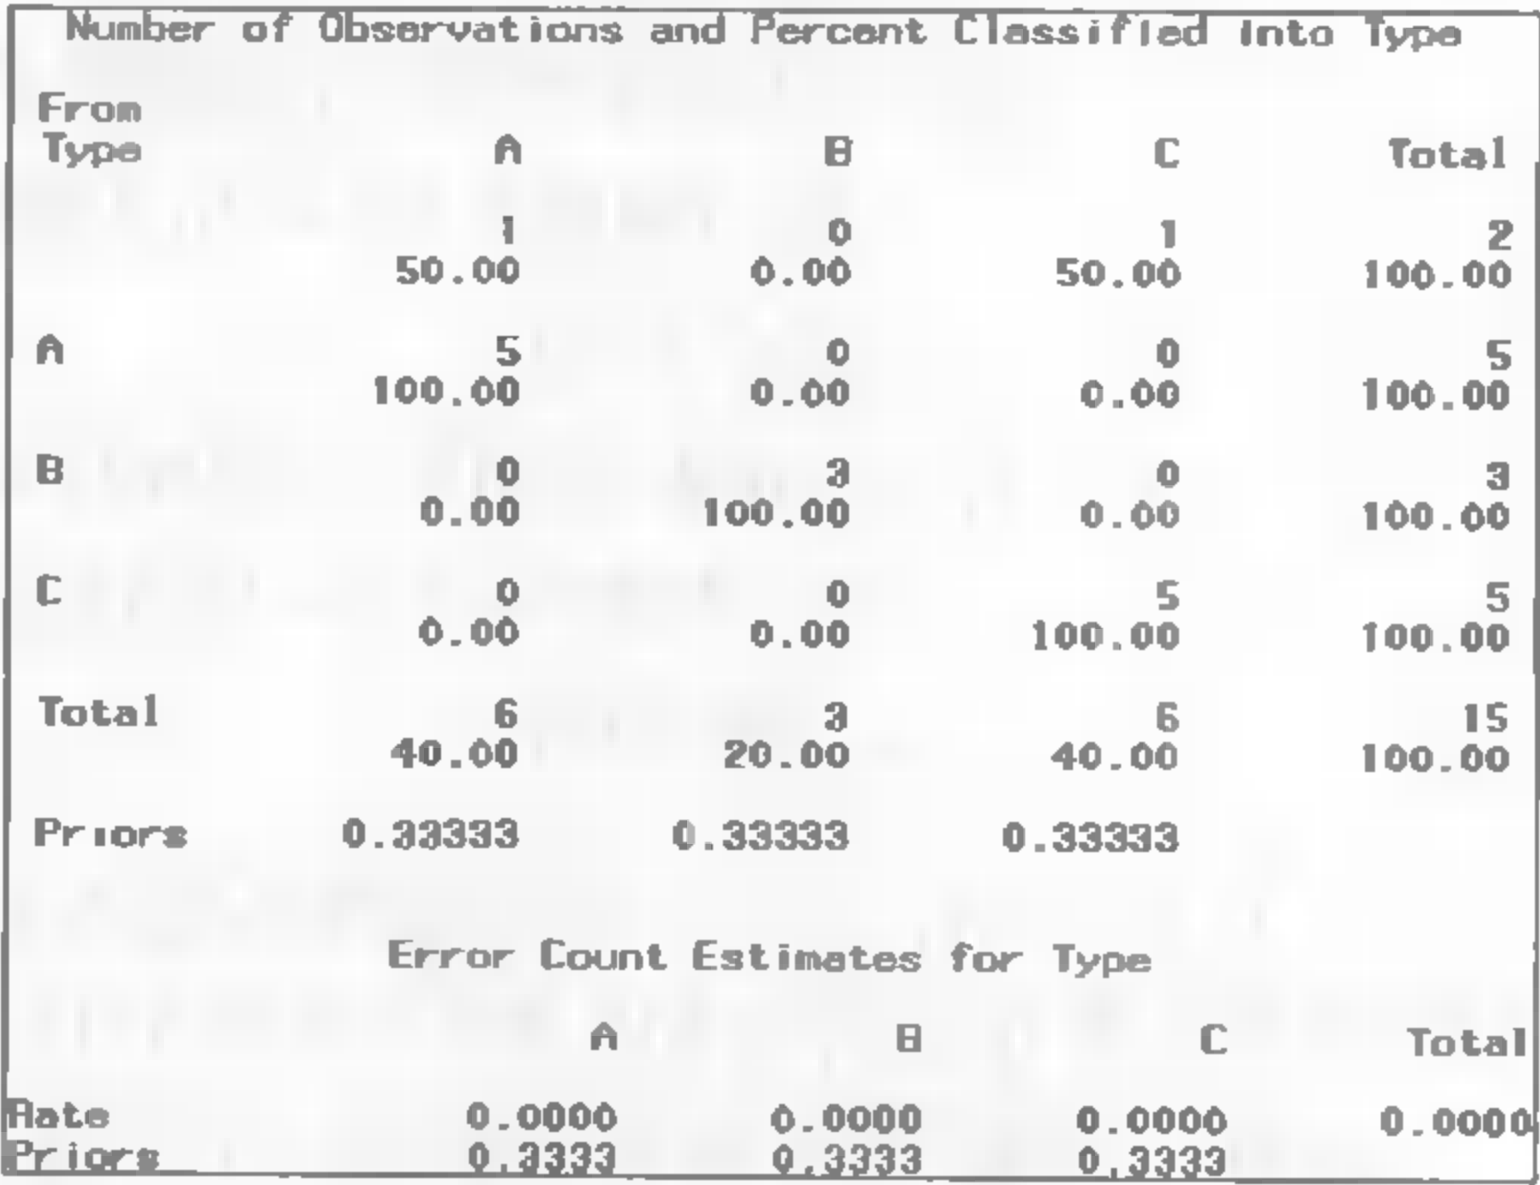 Number of Observations and Percent Classified into Type
From
Type A B C Total
1 0 1 2
50.00 0.00 50.00 100.00
A 5 0 0 5
100.00 0.00 0.00 100.00
B 0 3 0 3
0.00 100.00 0.00 100.00
C 0 0 5 5
0.00 0.00 100.00 100.00
Total 6 3 6 15
40.00 20.00 40.00 100.00
Priors 0.33333 0.33333 0.33333
Error Count Estimates for Type
A B C Total
Rate 0.0000 0.0000 0.0000 0.0000
Priors 0.3333 0.3333 0.3333